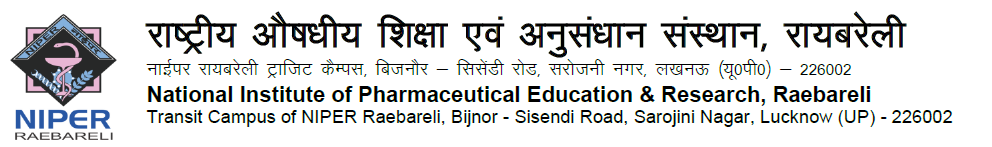 NIPER
NIPER
RAEBARELI
राष्ट्रीय औषधीय शिक्षा एवं अनुसंधान संस्थान, रायबरेली
नाईपर रायबरेली ट्रांजिट कैम्पस, बिजनौर – सिसेंडी रोड, सरोजनी नगर, लखनऊ (यू0पी0) – 226002
National Institute of Pharmaceutical Education & Research, Raebareli
Transit Campus of NIPER Raebareli, Bijnor - Sisendi Road, Sarojini Nagar, Lucknow (UP) - 226002